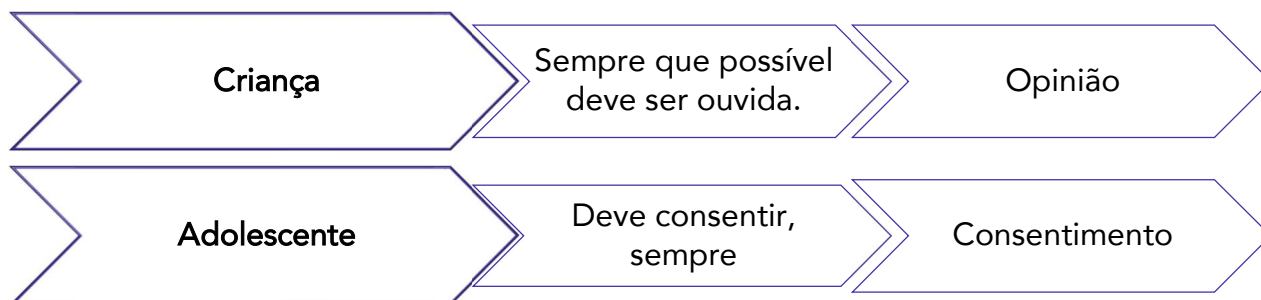 Criança
Sempre que possível
deve ser ouvida.
Opinião
Adolescente
Deve consentir,
sempre
Consentimento